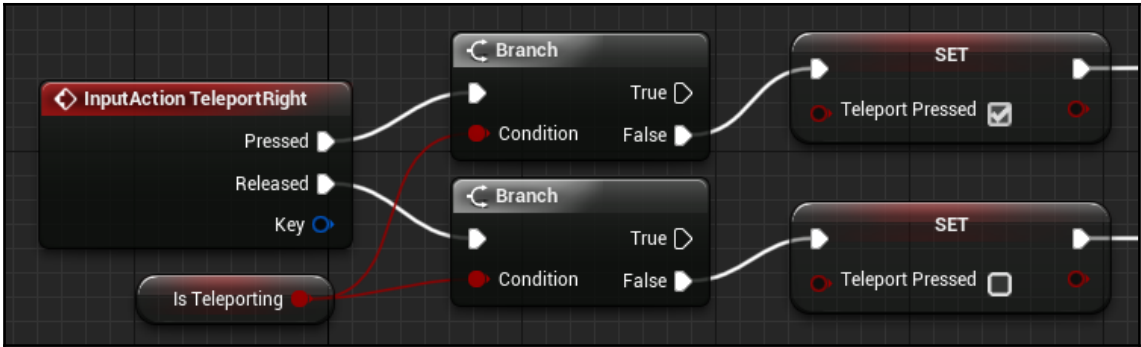 InputAction TeleportRight
Pressed
Released
Key
Is Teleporting
Branch
True
Condition
False
Branch
True
Condition
False
SET
Teleport Pressed
SET
Teleport Pressed